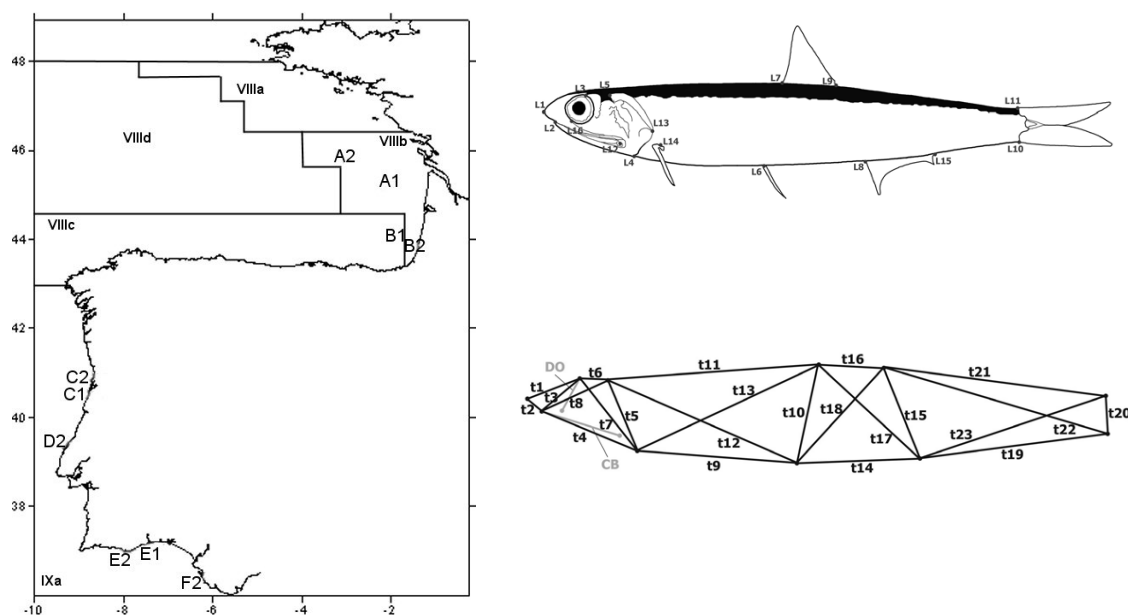 48
46
44
42
40
38
36
-10
-8
-6
-4
-2
VIIIa
VIIId
VIIIb
A2
A1
VIIIc
B1
B2
C2
C1
D2
E2
E1
F2
IXa
L1
L2
L3
L5
L16
L17
L4
L13
L14
L7
L9
L6
L8
L15
L11
L10
DO
t1
t2
t3
t6
t8
t5
t7
t4
CB
t11
t13
t12
t9
t10
t16
t18
t15
t17
t14
t21
t22
t23
t20
t19